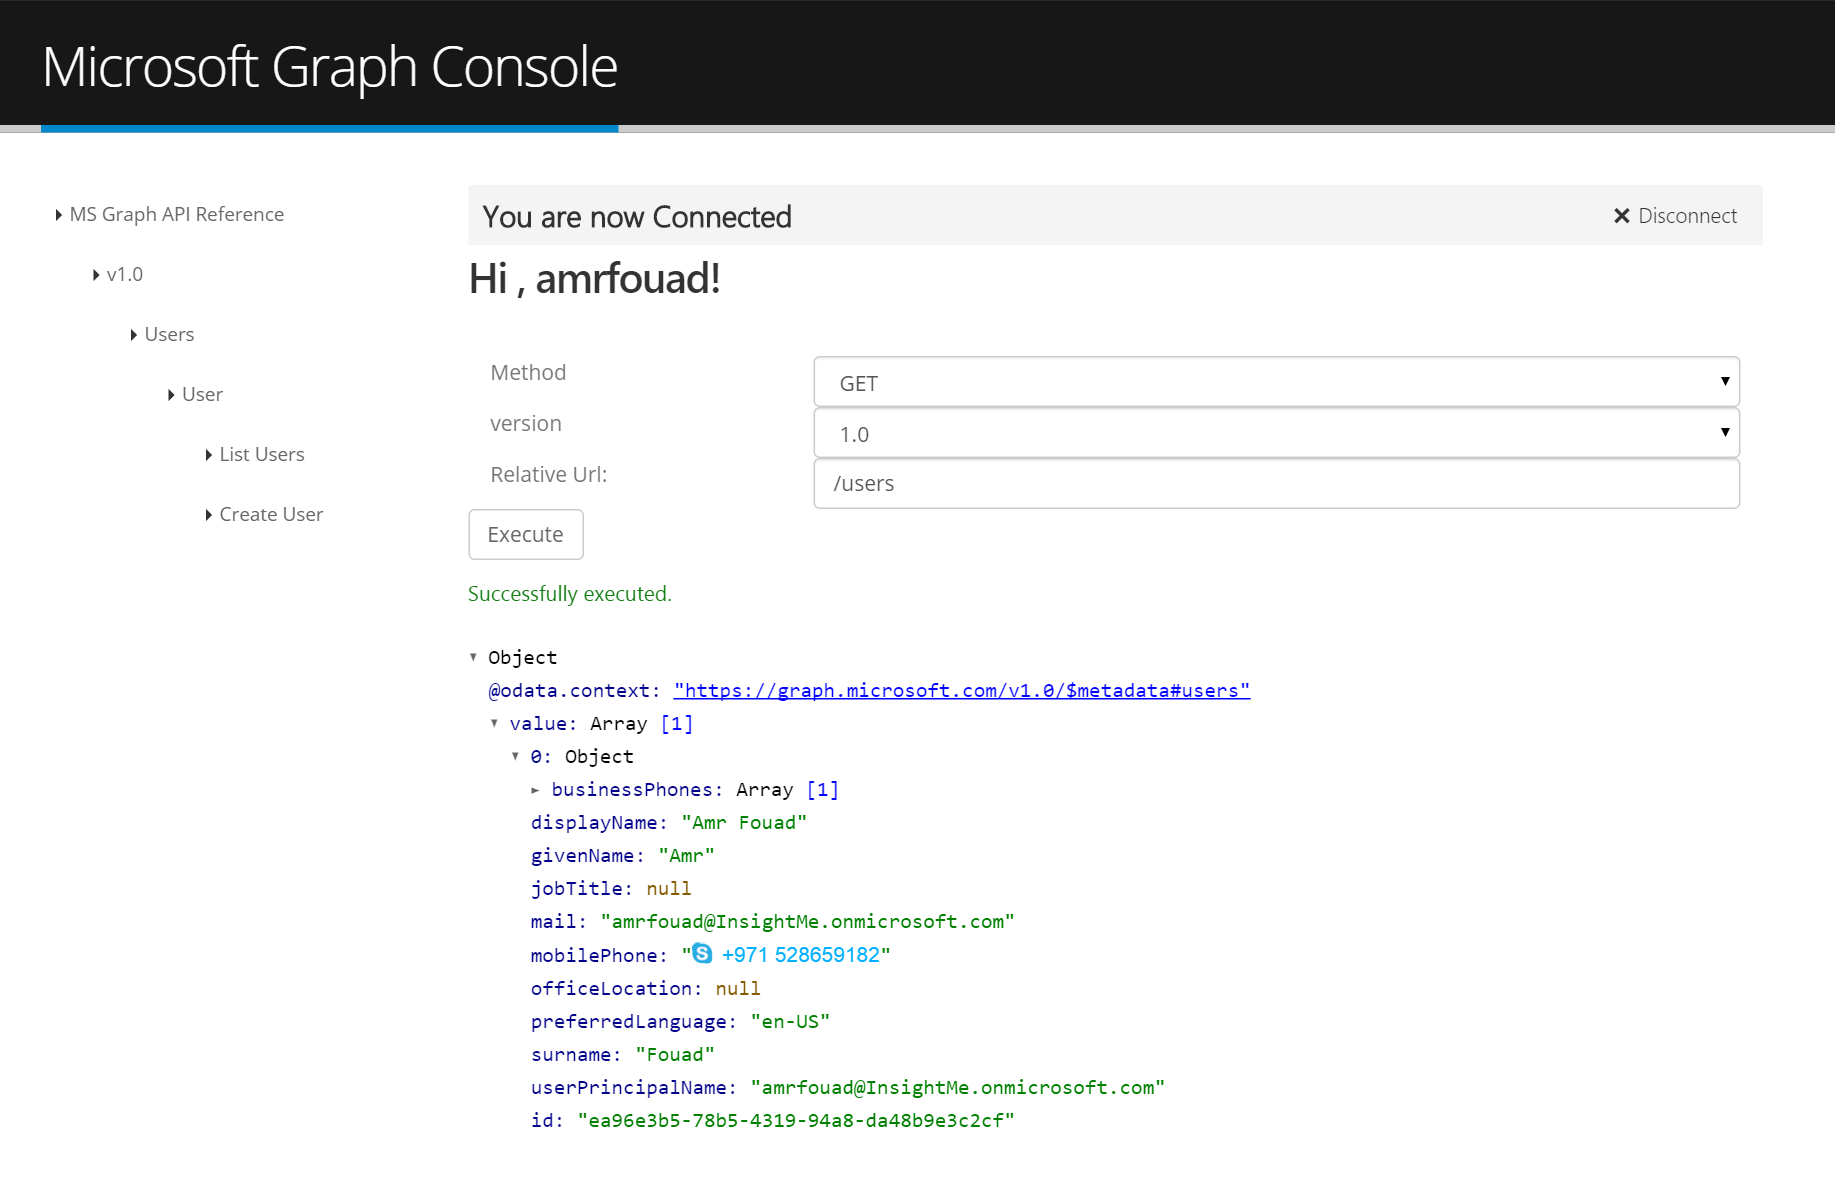 Microsoft Graph Console
MS Graph API Reference
v1.0
Users
User
List Users
Create User
You are now Connected
Disconnect
Hi , amrfouad!
Method
GET
version
1.0
Relative Url:
/users
Execute
Successfully executed.
Object
@odata.context: "https://graph.microsoft.com/v1.0/$metadata#users"
value: Array [1]
0: Object
businessPhones: Array [1]
displayName: "Amr Fouad"
givenName: "Amr"
jobTitle: null
mail: "amrfouad@InsightMe.onmicrosoft.com"
mobilePhone: "+971 528659182"
officeLocation: null
preferredLanguage: "en-US"
surname: "Fouad"
userPrincipalName: "amrfouad@InsightMe.onmicrosoft.com"
id: "ea96e3b5-78b5-4319-94a8-da48b9e3c2cf"